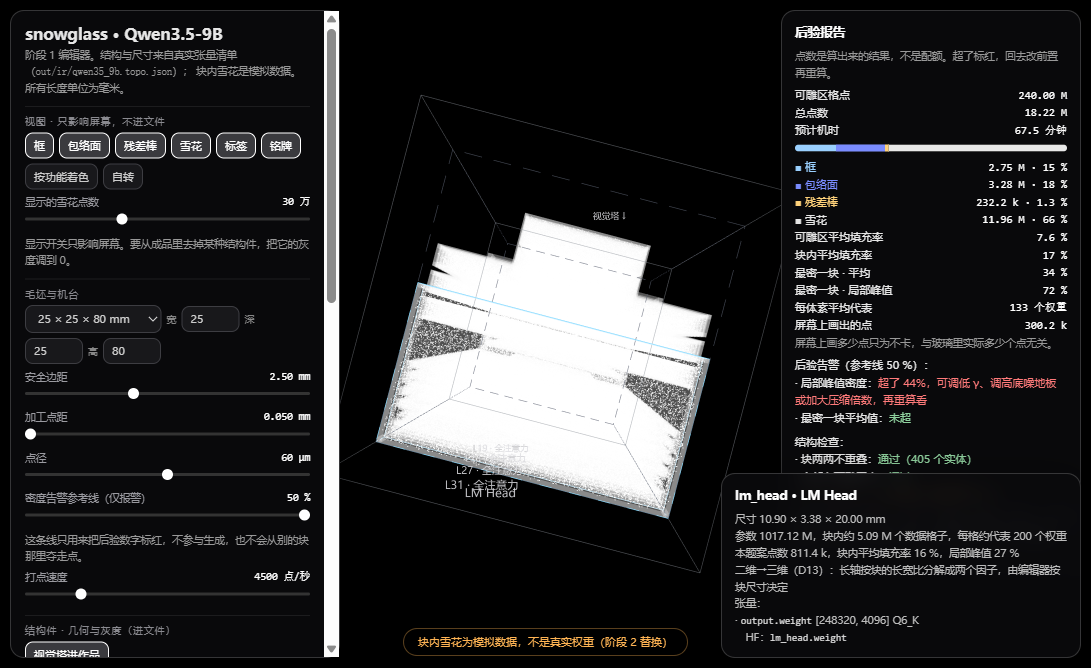 snowglass • Qwen3.5-9B
阶段 1 编辑器。结构与尺寸来自真实张量清单
（out/ir/qwen35_9b.topo.json）；块内雪花是模拟数据。
所有长度单位为毫米。
视图 · 只影响屏幕，不进文件
框 包络面 残差棒 雪花 标签 铭牌
按功能着色 自转
显示的雪花点数 30 万
显示开关只影响屏幕。要从成品里去掉某种结构件，把它的灰
度调到 0。
毛坯与机台
25 × 25 × 80 mm 宽 25 深
25 高 80
安全边距 2.50 mm
加工点距 0.050 mm
点径 60 μm
密度告警参考线（仅报警） 50 %
这条线只用来把后验数字标红，不参与生成，也不会从别的块
那里夺走点。
打点速度 4500 点/秒
结构件 · 几何与灰度（进文件）
视觉塔进作品
视觉塔 ↓
L27 · 全注意力
L31 · 全注意力
LM Head
块内雪花为模拟数据，不是真实权重（阶段 2 替换）
后验报告
点数是算出来的结果，不是配额。超了标红，回去改前置
再重算。
可雕区格点 240.00 M
总点数 18.22 M
预计机时 67.5 分钟
框 2.75 M · 15 %
包络面 3.28 M · 18 %
残差棒 232.2 k · 1.3 %
雪花 11.96 M · 66 %
可雕区平均填充率 7.6 %
块内平均填充率 17 %
最密一块 · 平均 34 %
最密一块 · 局部峰值 72 %
每体素平均代表 133 个权重
屏幕上画出的点 300.2 k
屏幕上画多少点只为不卡，与玻璃里实际多少个点无关。
后验告警（参考线 50 %）：
· 局部峰值密度：超了 44%，可调低 γ、调高底噪地板
或加大压缩倍数，再重算看
· 最密一块平均值：未超
结构检查：
· 块两两不重叠：通过（405 个实体）
lm_head • LM Head
尺寸 10.90 × 3.38 × 20.00 mm
参数 1017.12 M，块内约 5.09 M 个数据格子，每格约代表 200 个权重
本题案点数 811.4 k，块内平均填充率 16 %，局部峰值 27 %
二维→三维（D13）：长轴按块的长宽比分解成两个因子，由编辑器按
块尺寸决定
张量：
· output.weight [248320, 4096] Q6_K
HF：lm_head.weight